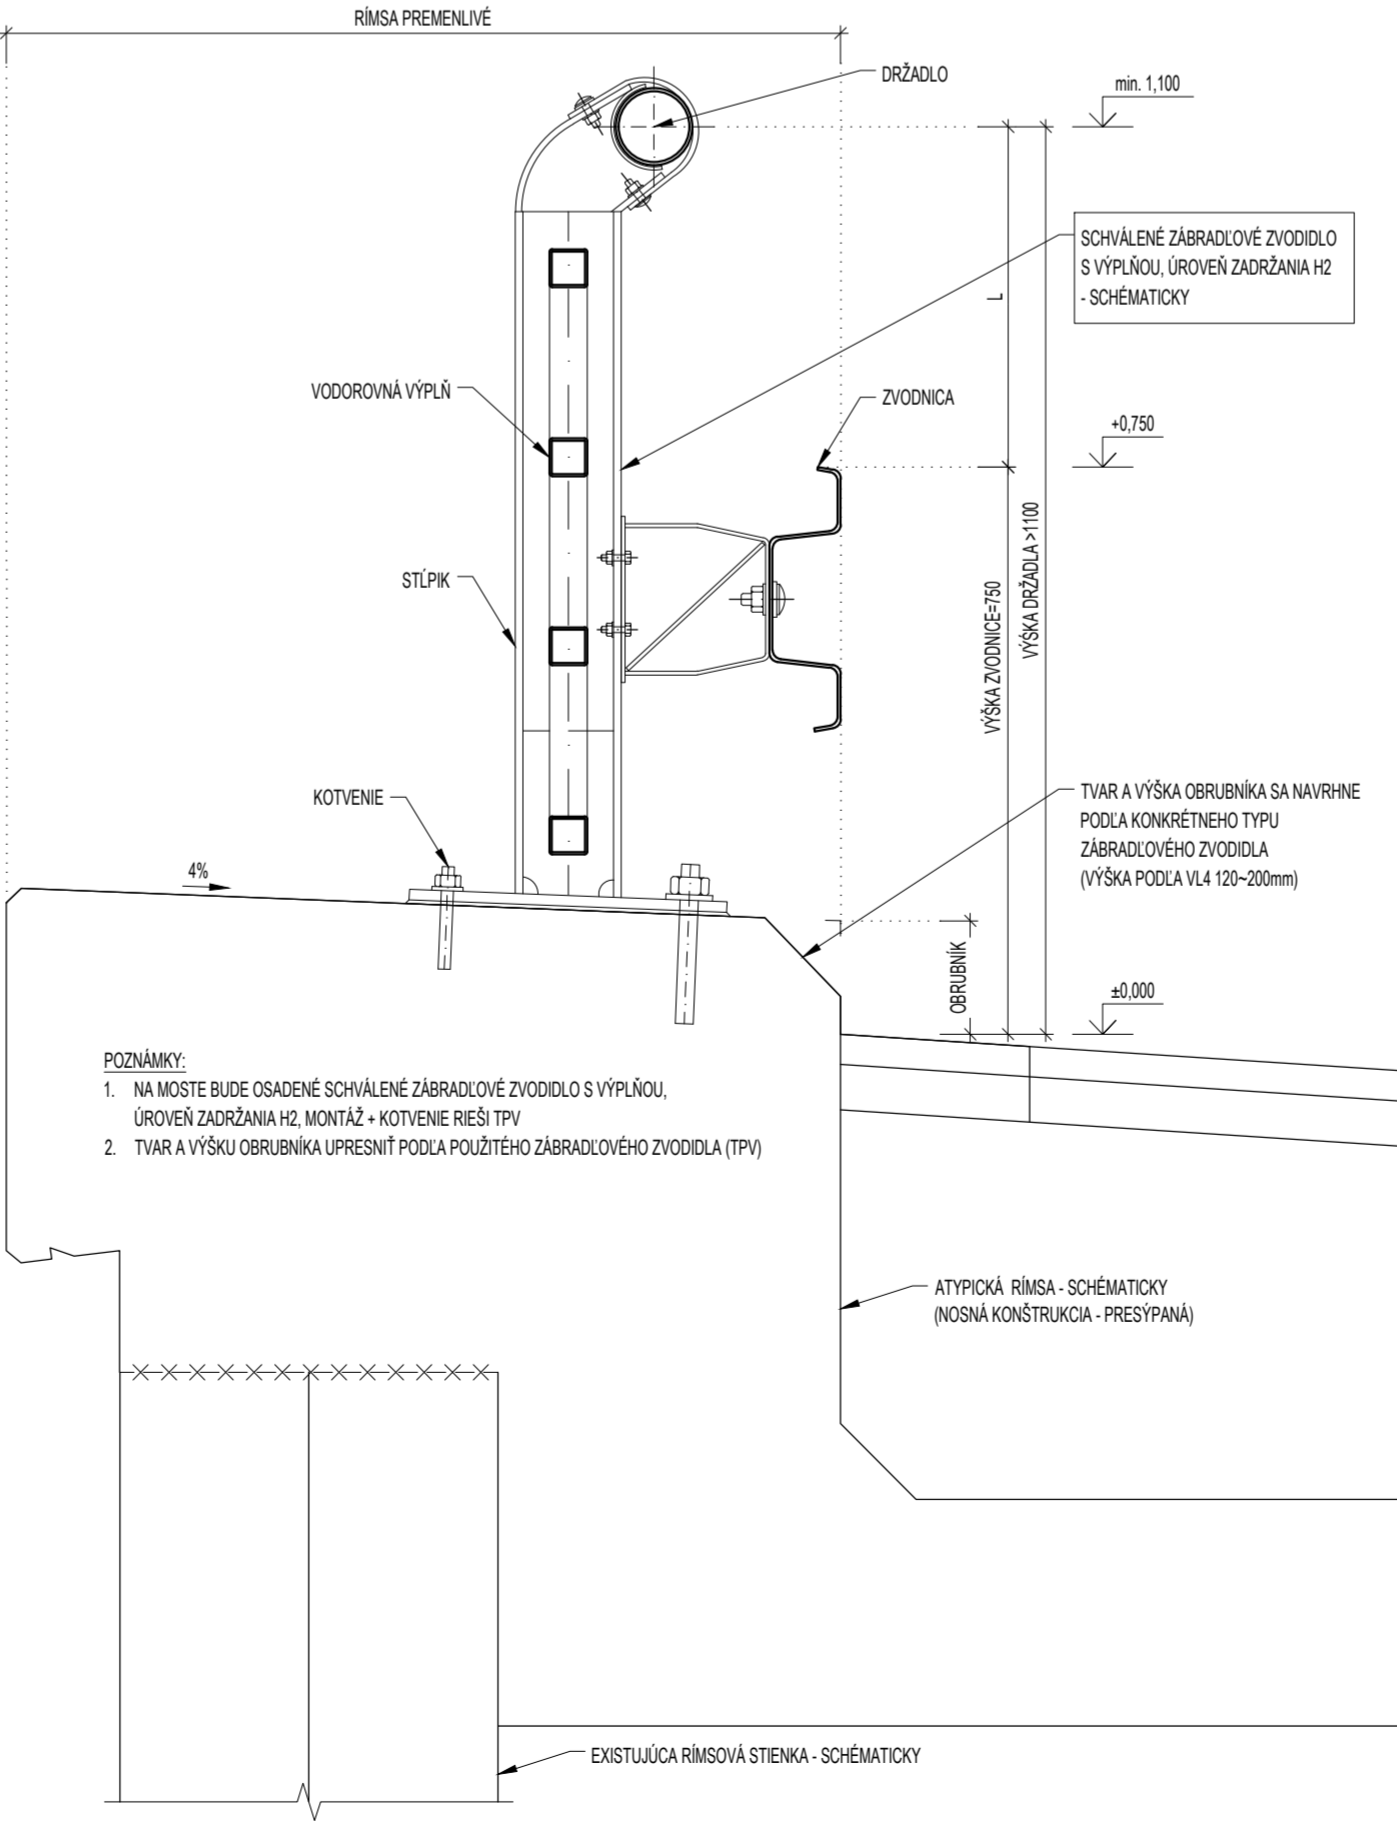 RÍMSA PREMENLIVÉ
DRŽADLO
min. 1,100
SCHVÁLENÉ ZÁBRADĽOVÉ ZVODIDLO
S VÝPLŇOU, ÚROVEŇ ZADRŽANIA H2
- SCHÉMATICKY
L
VODOROVNÁ VÝPLŇ
ZVODNICA
+0,750
STĹPIK
VÝŠKA ZVODNICE=750
VÝŠKA DRŽADLA >1100
KOTVENIE
TVAR A VÝŠKA OBRUBNÍKA SA NAVRHNE
PODĽA KONKRÉTNEHO TYPU
ZÁBRADĽOVÉHO ZVODIDLA
(VÝŠKA PODĽA VL4 120~200mm)
4%
OBRUBNÍK
±0,000
POZNÁMKY:
1. NA MOSTE BUDE OSADENÉ SCHVÁLENÉ ZÁBRADĽOVÉ ZVODIDLO S VÝPLŇOU,
ÚROVEŇ ZADRŽANIA H2, MONTÁŽ + KOTVENIE RIEŠI TPV
2. TVAR A VÝŠKU OBRUBNÍKA UPRESNIŤ PODĽA POUŽITÉHO ZÁBRADĽOVÉHO ZVODIDLA (TPV)
ATYPICKÁ RÍMSA - SCHÉMATICKY
(NOSNÁ KONŠTRUKCIA - PRESÝPANÁ)
EXISTUJÚCA RÍMSOVÁ STIENKA - SCHÉMATICKY